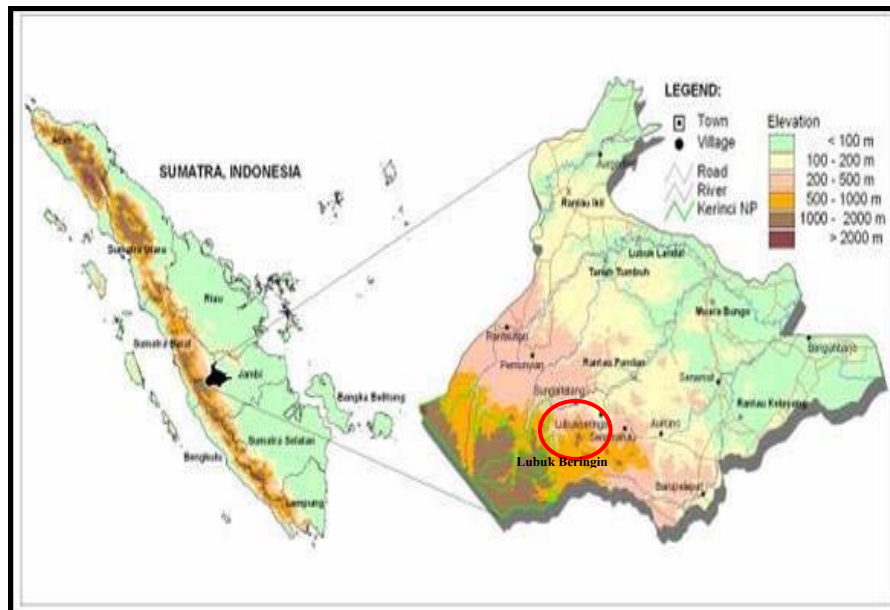 SUMATRA, INDONESIA
Aceh
Sumatra Utara
Riau
Sumatra Barat
Jambi
Bangka Belitung
Sumatra Selatan
Bengkulu
Lampung
LEGEND:
Town
Village
Road
River
Kerinci NP
Elevation
< 100 m
100 - 200 m
200 - 500 m
500 - 1000 m
1000 - 2000 m
> 2000 m
Rantau Ikil
Lubuk Landai
Tanah Tumbuh
Muara Bungo
Rantau Pandan
Senamat
Rantau Keloyang
Lubuk Beringin